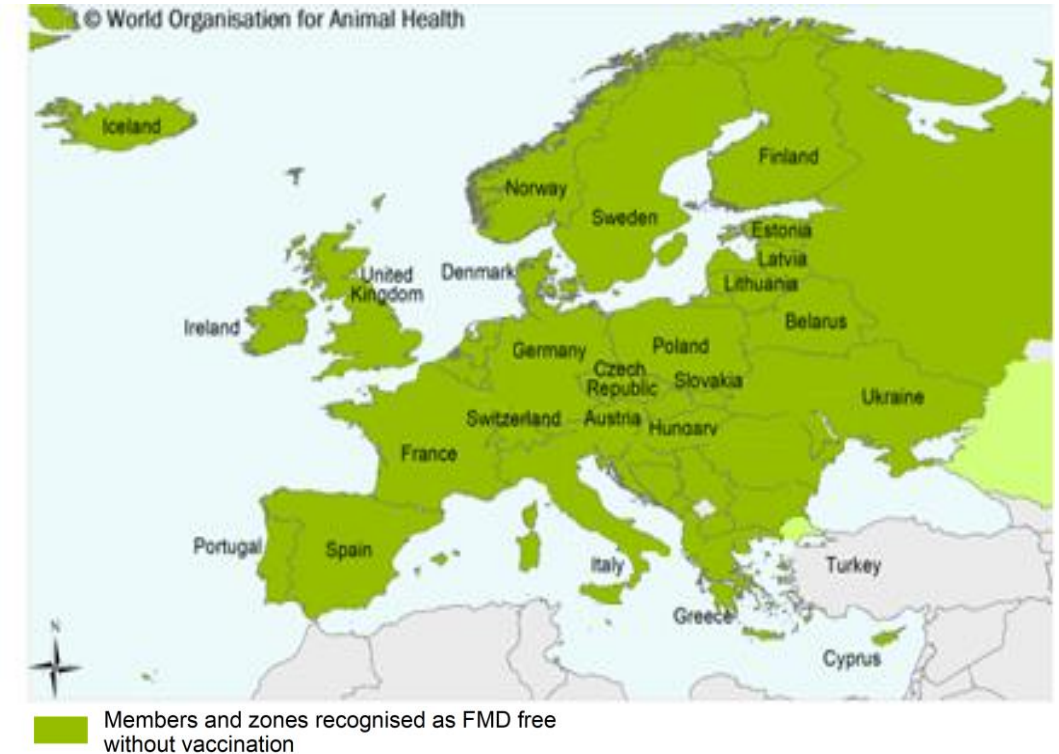 © World Organisation for Animal Health
Iceland
Finland
Norway
Sweden
Estonia
Latvia
Lithuania
United
Kingdom
Denmark
Ireland
Belarus
Germany
Poland
Czech
Republic
Slovakia
Ukraine
Switzerland
Austria
Hungary
France
Portugal
Spain
Italy
Turkey
Greece
Cyprus
N
Members and zones recognised as FMD free
without vaccination